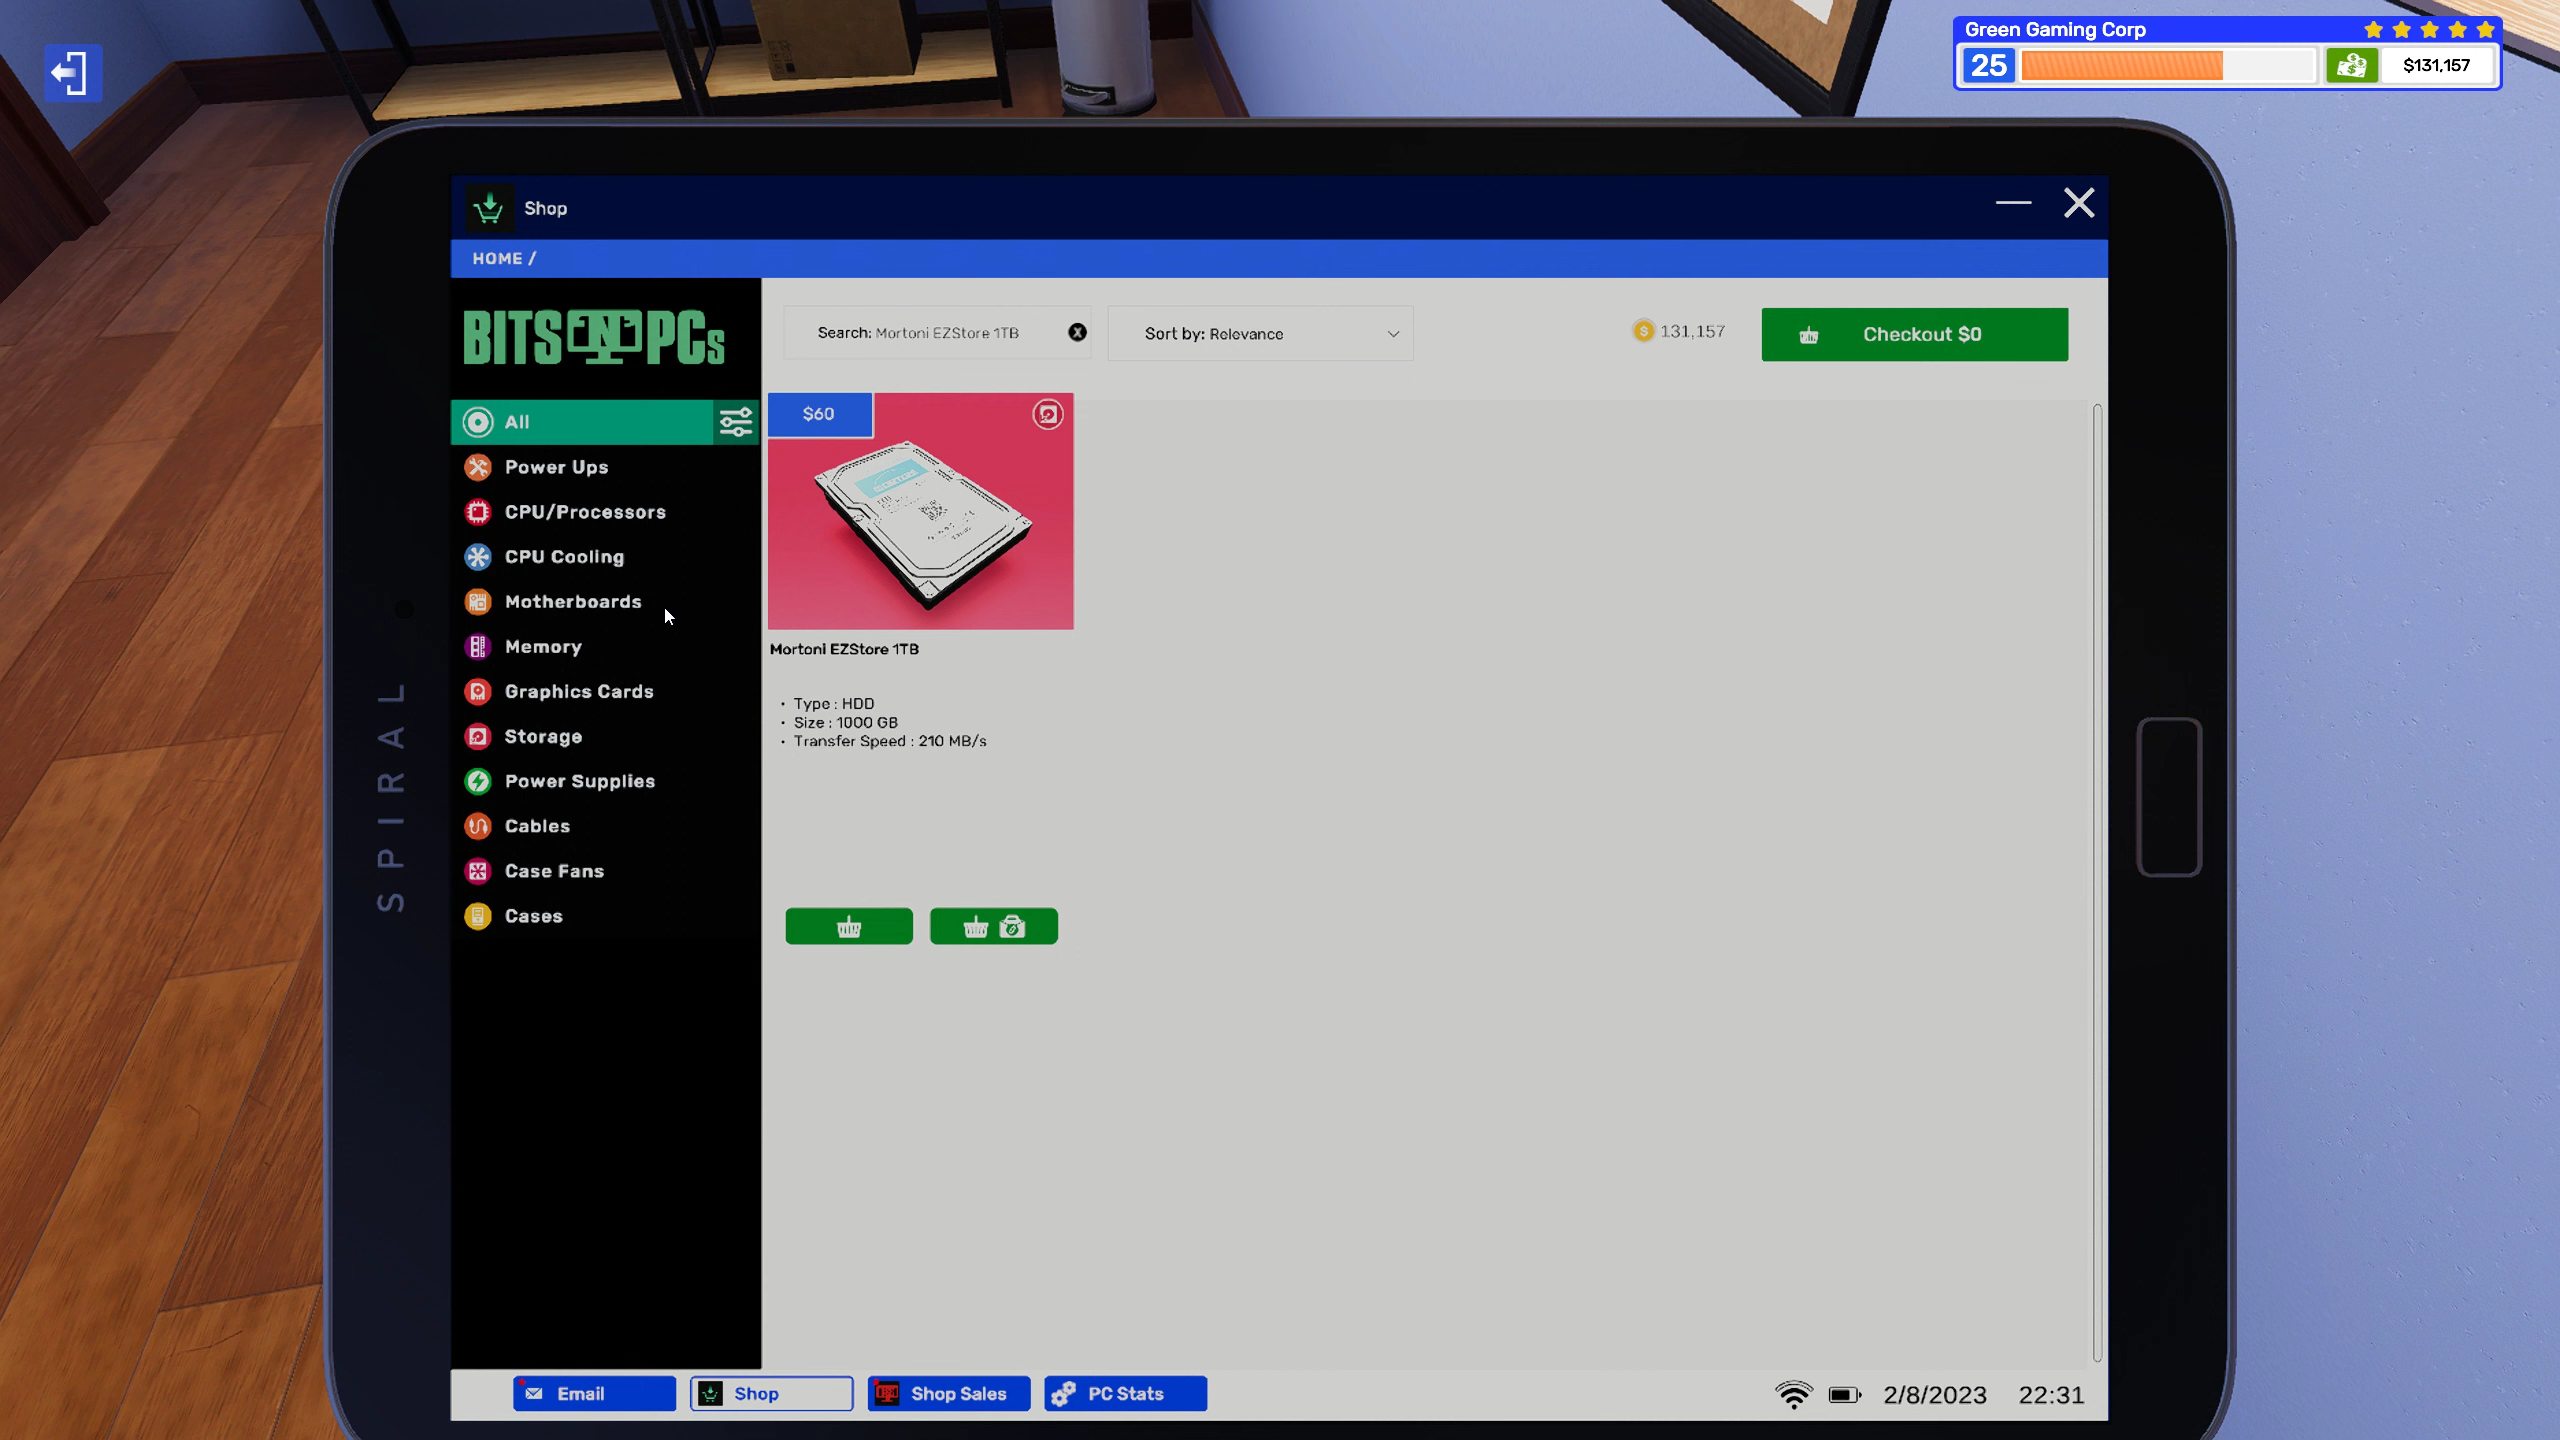 Green Gaming Corp
25
$131,157
Shop
HOME /
BITS N PCs
Search: Mortoni EZStore 1TB
Sort by: Relevance
131,157
Checkout $0
All
Power Ups
CPU/Processors
CPU Cooling
Motherboards
Memory
Graphics Cards
Storage
Power Supplies
Cables
Case Fans
Cases
$60
MORTONI
Mortoni EZStore 1TB
• Type : HDD
• Size : 1000 GB
• Transfer Speed : 210 MB/s
SPIRAL
Email
Shop
Shop Sales
PC Stats
2/8/2023
22:31